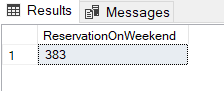 Results Messages
ReservationOnWeekend
1 383